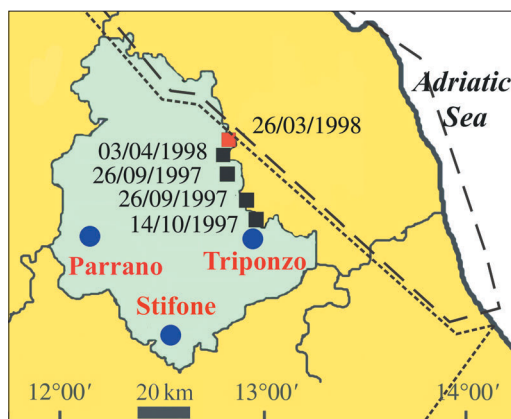 Adriatic
Sea
26/03/1998
03/04/1998
26/09/1997
26/09/1997
14/10/1997
Parrano
Triponzo
Stifone
12°00′
20 km
13°00′
14°00′